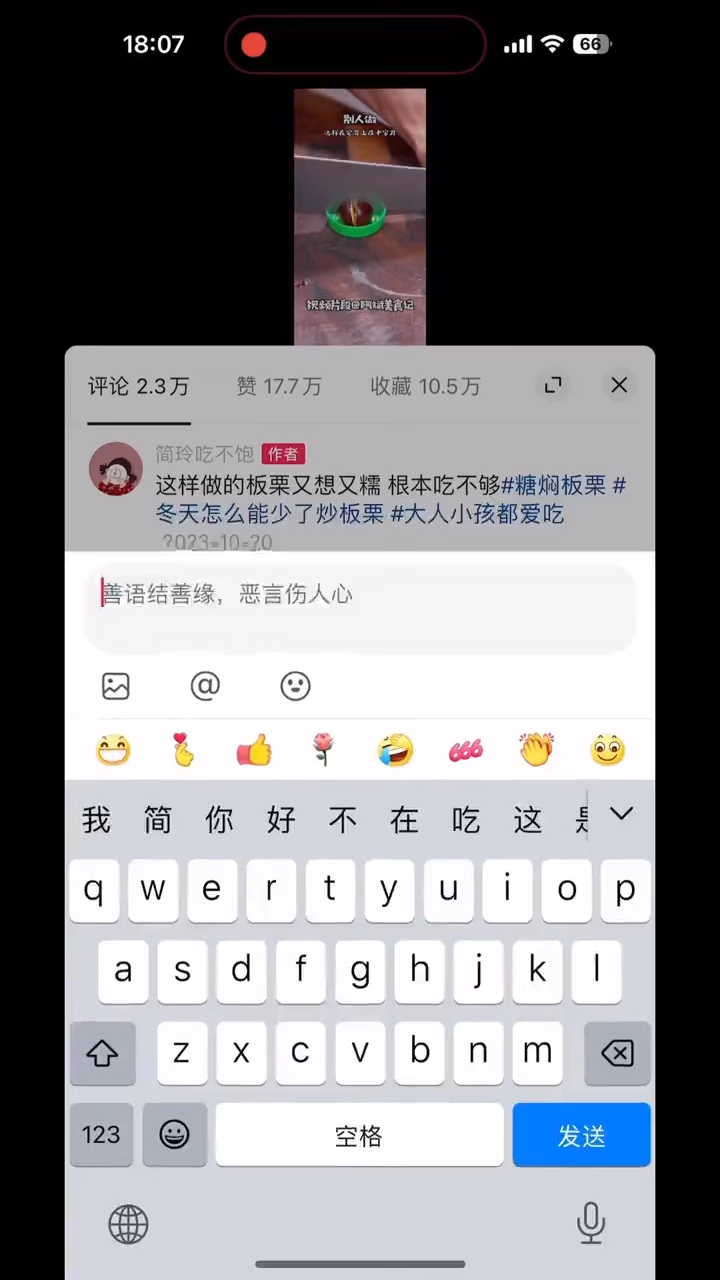 18:07
66
别人做
视频片段@阿斌美食记
评论 2.3万 赞 17.7万 收藏 10.5万
简玲吃不饱 作者
这样做的板栗又想又糯 根本吃不够#糖焖板栗 #
冬天怎么能少了炒板栗 #大人小孩都爱吃
2023-10-20
善语结善缘，恶言伤人心
@
666
我 简 你 好 不 在 吃 这 是
q w e r t y u i o p
a s d f g h j k l
z x c v b n m
123 空格 发送